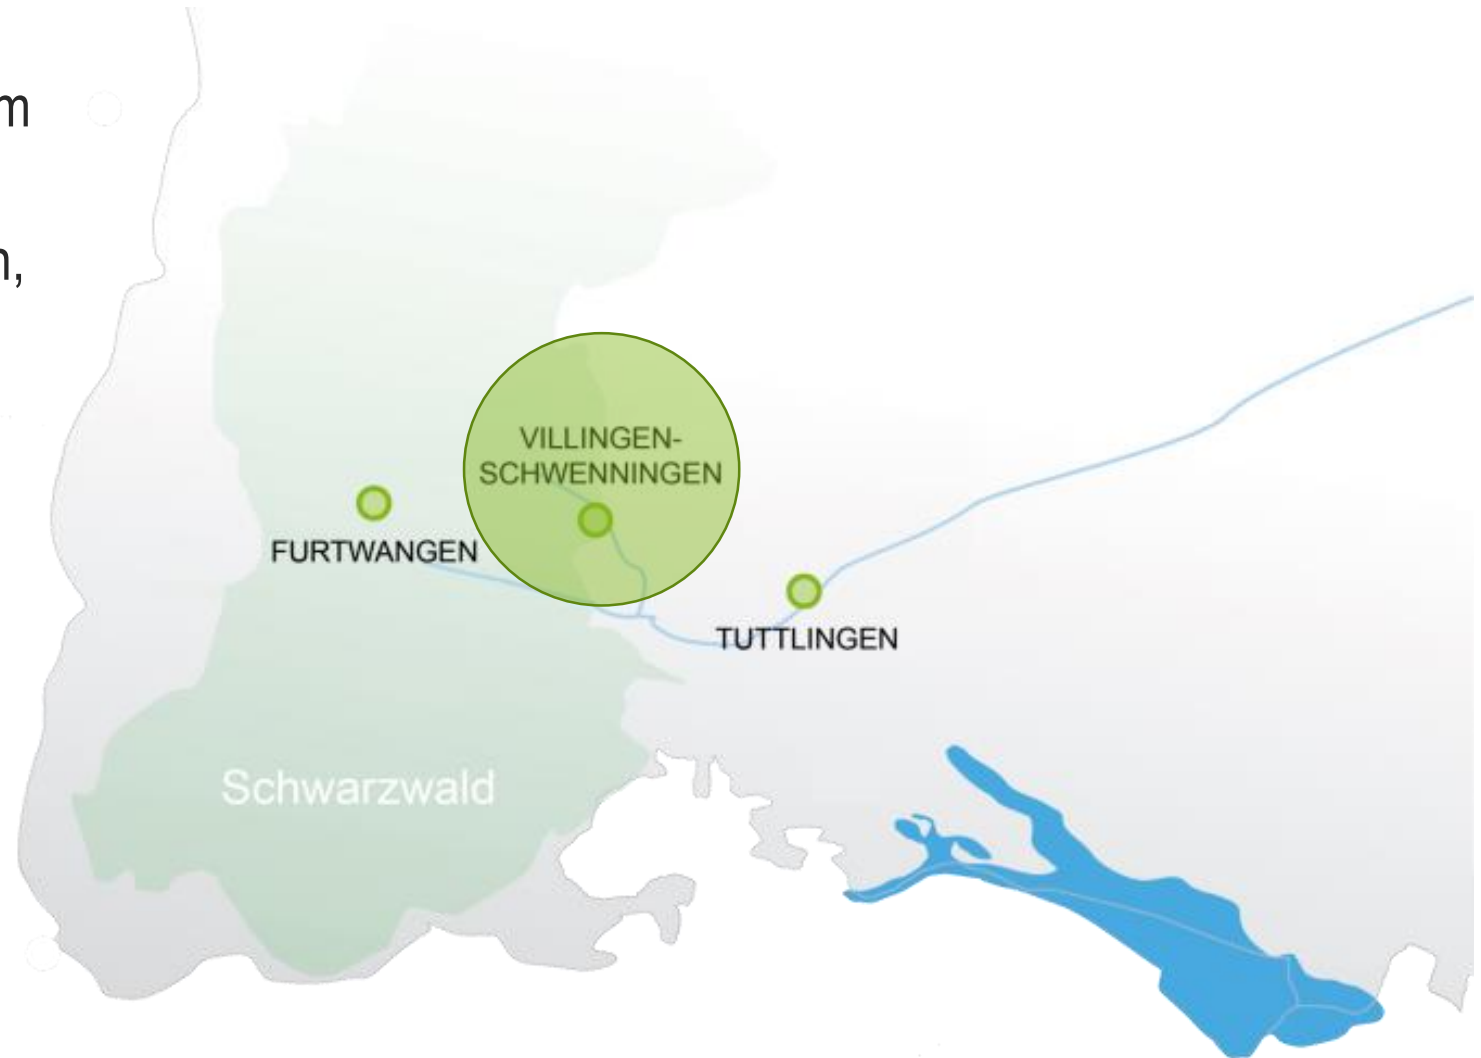 m
n,
VILLINGEN-
SCHWENNINGEN
FURTWANGEN
TUTTLINGEN
Schwarzwald